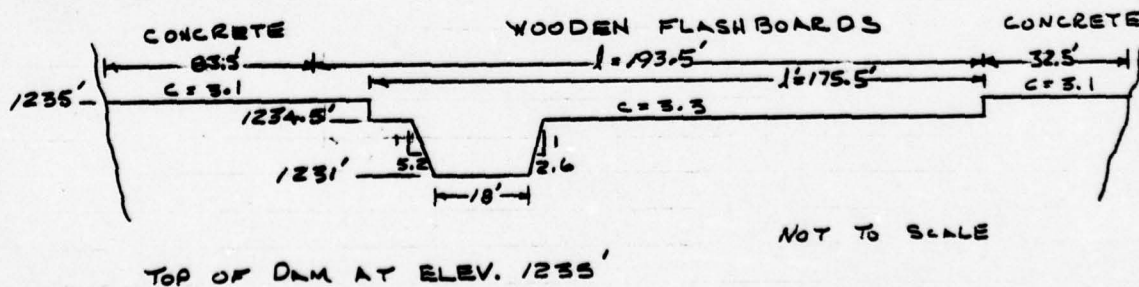 CONCRETE WOODEN FLASHBOARDS CONCRETE
83.5' l = 193.5' 32.5'
l' = 175.5'
1235' C = 3.1 C = 3.1
1234.5' C = 3.3
1 1
5.2 2.6
1231'
18'
NOT TO SCALE
TOP OF DAM AT ELEV. 1235'